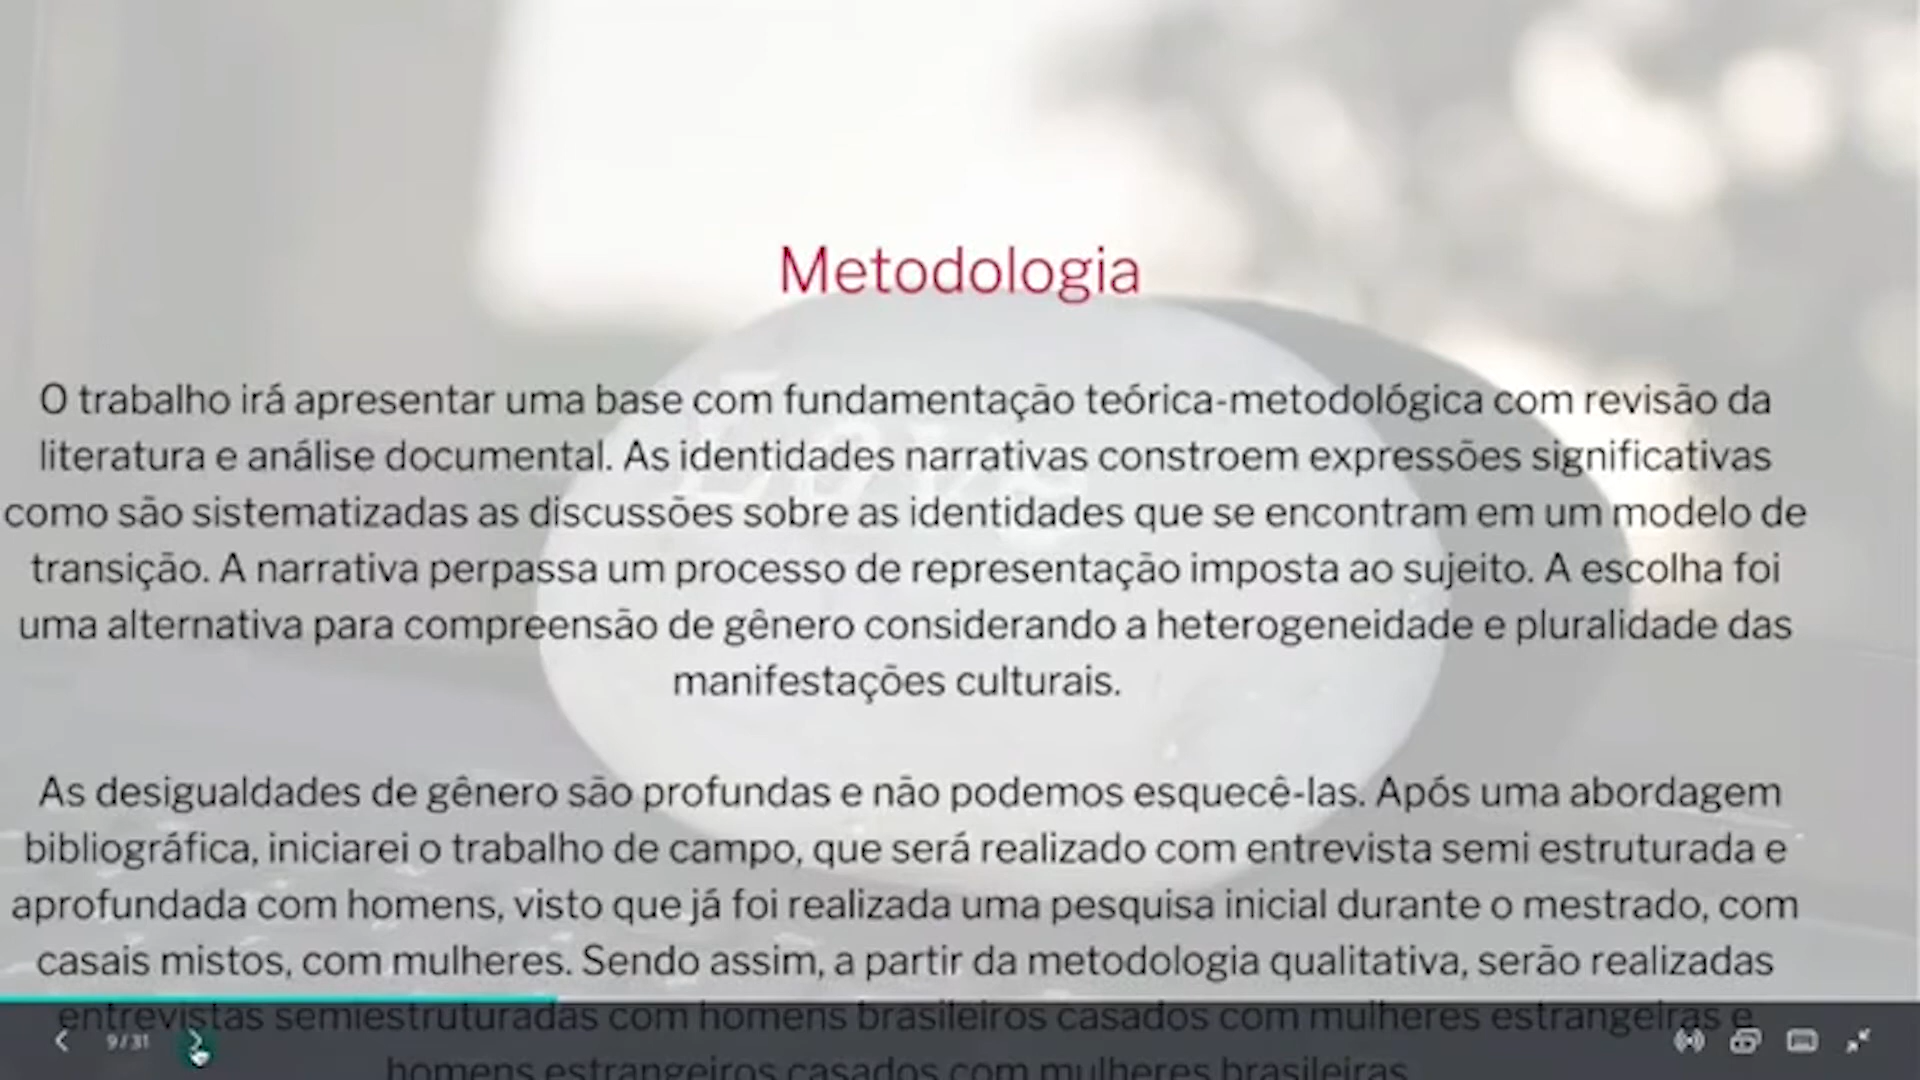 Metodologia
O trabalho irá apresentar uma base com fundamentação teórica-metodológica com revisão da
literatura e análise documental. As identidades narrativas constroem expressões significativas
como são sistematizadas as discussões sobre as identidades que se encontram em um modelo de
transição. A narrativa perpassa um processo de representação imposta ao sujeito. A escolha foi
uma alternativa para compreensão de gênero considerando a heterogeneidade e pluralidade das
manifestações culturais.
Love
As desigualdades de gênero são profundas e não podemos esquecê-las. Após uma abordagem
bibliográfica, iniciarei o trabalho de campo, que será realizado com entrevista semi estruturada e
aprofundada com homens, visto que já foi realizada uma pesquisa inicial durante o mestrado, com
casais mistos, com mulheres. Sendo assim, a partir da metodologia qualitativa, serão realizadas
entrevistas semiestruturadas com homens brasileiros casados com mulheres estrangeiras e
homens estrangeiros casados com mulheres brasileiras
9/31